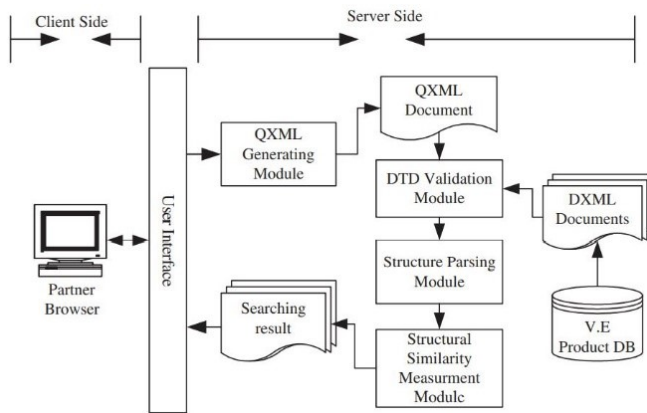 Client Side
Server Side
QXML
Document
QXML
Generating
Module
DTD Validation
Module
DXML
Documents
User Interface
Partner
Browser
Structure Parsing
Module
Searching
result
Structural
Similarity
Measurment
Modulc
V.E
Product DB